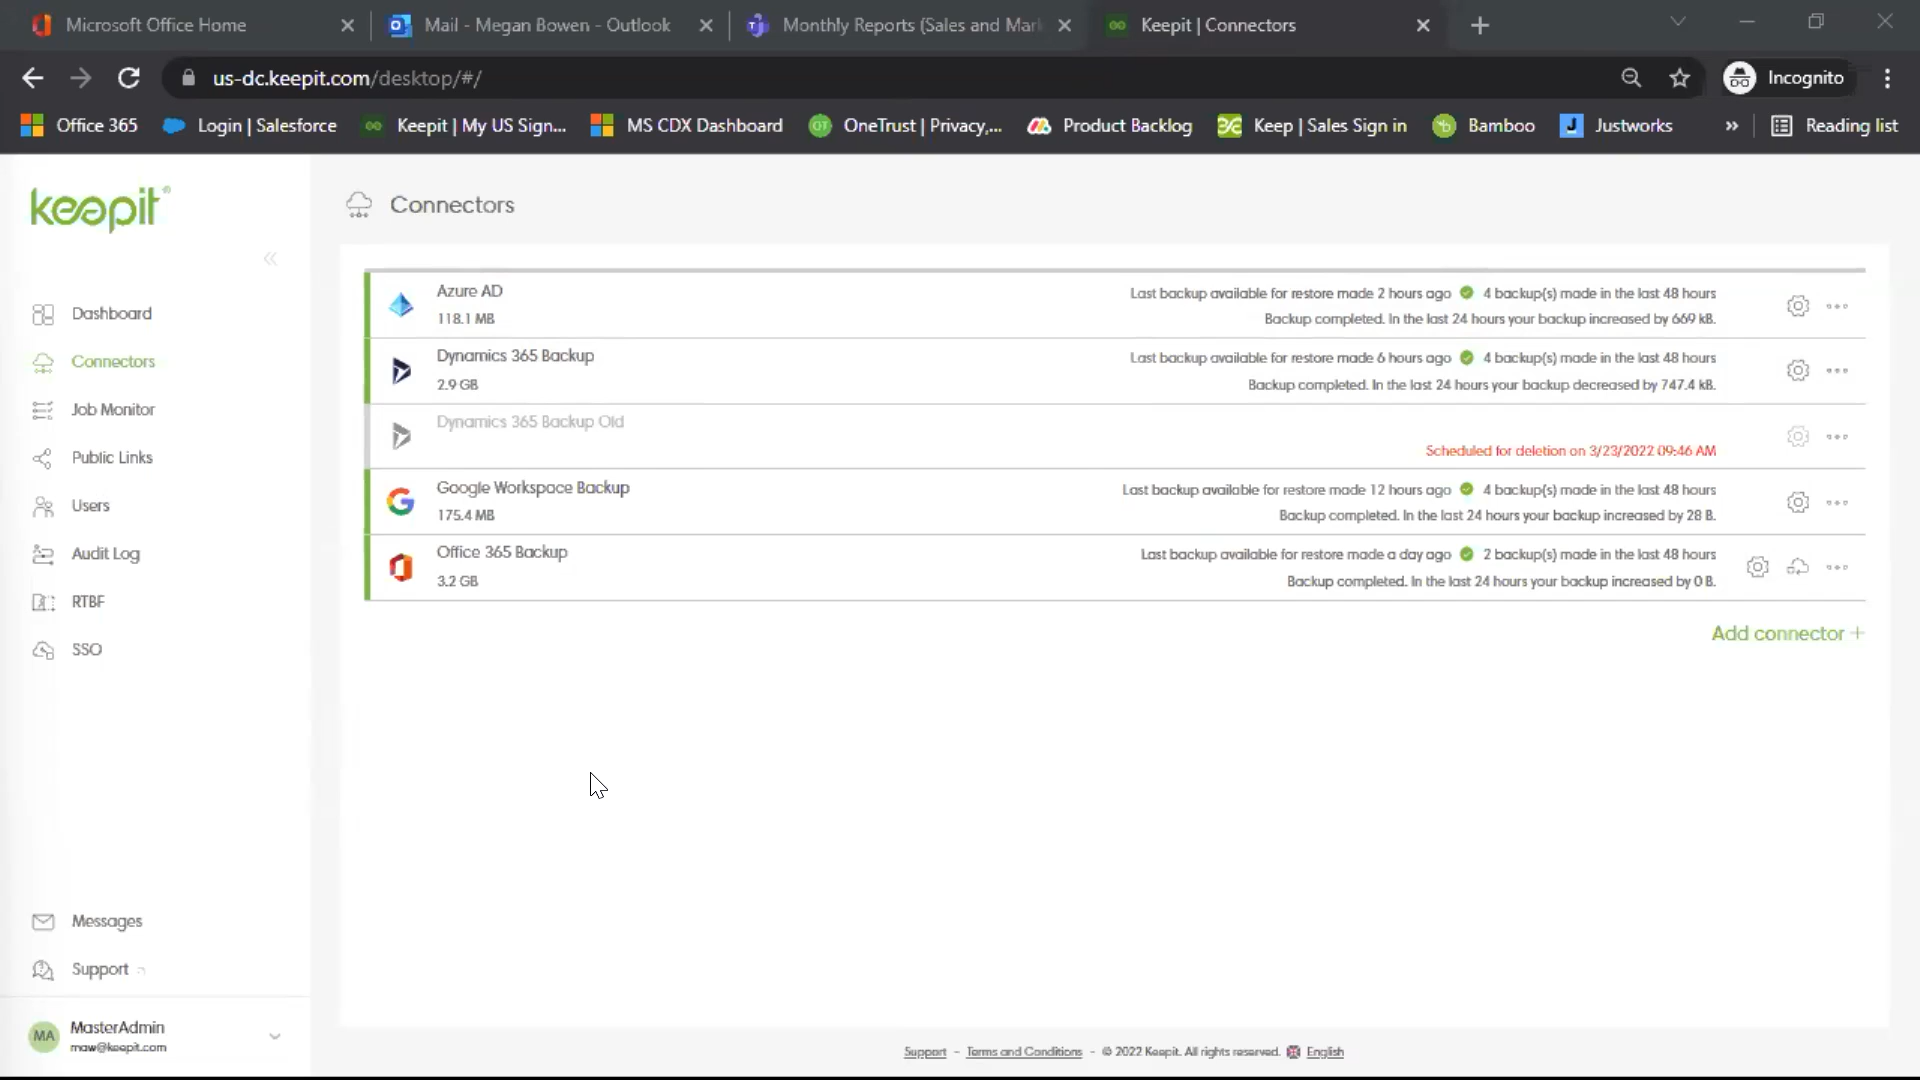 Microsoft Office Home
Mail - Megan Bowen - Outlook
Monthly Reports (Sales and Mar
Keepit | Connectors
us-dc.keepit.com/desktop/#/
Incognito
Office 365
Login | Salesforce
Keepit | My US Sign...
MS CDX Dashboard
OneTrust | Privacy,...
Product Backlog
Keep | Sales Sign in
Bamboo
Justworks
»
Reading list
keepit®
Connectors
Dashboard
Connectors
Job Monitor
Public Links
Users
Audit Log
RTBF
SSO
Azure AD
118.1 MB
Last backup available for restore made 2 hours ago 4 backup(s) made in the last 48 hours
Backup completed. In the last 24 hours your backup increased by 669 kB.
Dynamics 365 Backup
2.9 GB
Last backup available for restore made 6 hours ago 4 backup(s) made in the last 48 hours
Backup completed. In the last 24 hours your backup decreased by 747.4 kB.
Dynamics 365 Backup Old
Scheduled for deletion on 3/23/2022 09:46 AM
Google Workspace Backup
175.4 MB
Last backup available for restore made 12 hours ago 4 backup(s) made in the last 48 hours
Backup completed. In the last 24 hours your backup increased by 28 B.
Office 365 Backup
3.2 GB
Last backup available for restore made a day ago 2 backup(s) made in the last 48 hours
Backup completed. In the last 24 hours your backup increased by 0 B.
Add connector +
Messages
Support
MA
MasterAdmin
maw@keepit.com
Support - Terms and Conditions - © 2022 Keepit. All rights reserved. English